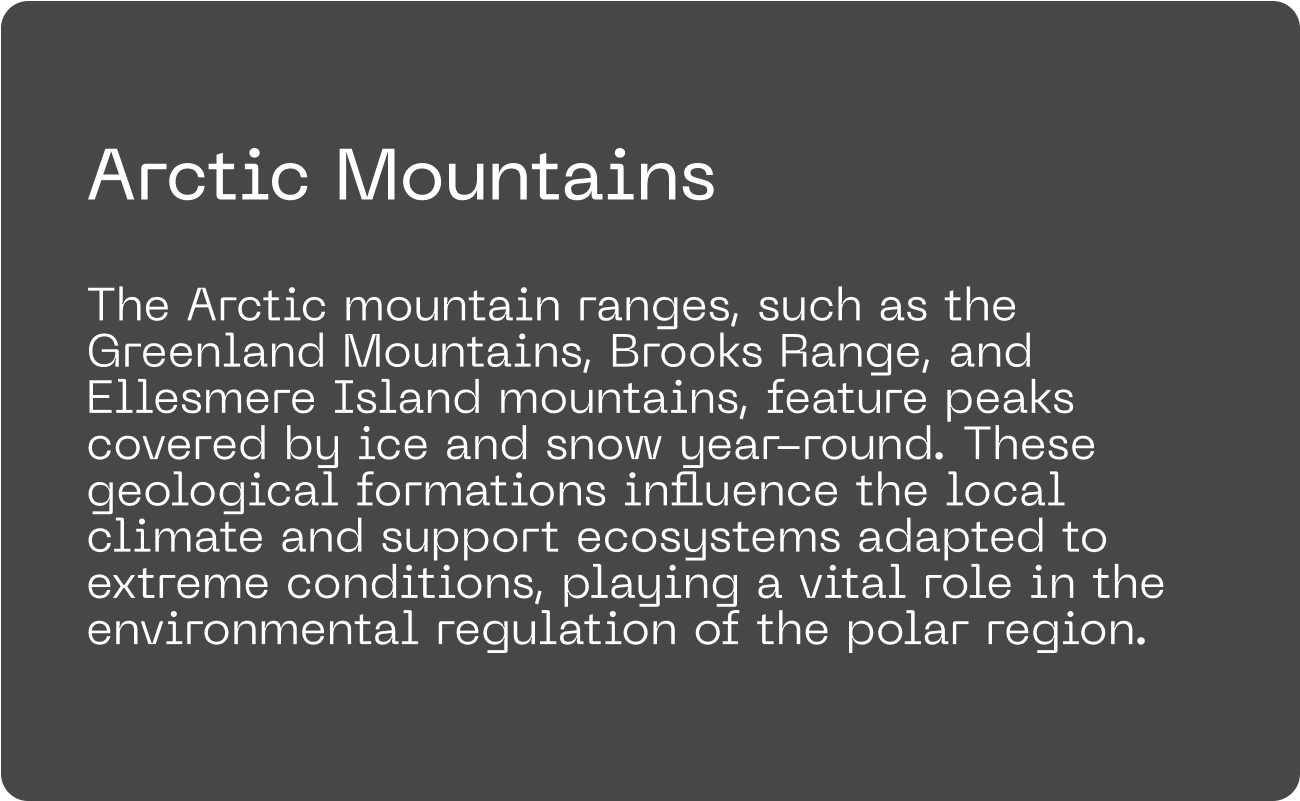 Arctic Mountains
The Arctic mountain ranges, such as the
Greenland Mountains, Brooks Range, and
Ellesmere Island mountains, feature peaks
covered by ice and snow year-round. These
geological formations influence the local
climate and support ecosystems adapted to
extreme conditions, playing a vital role in the
environmental regulation of the polar region.